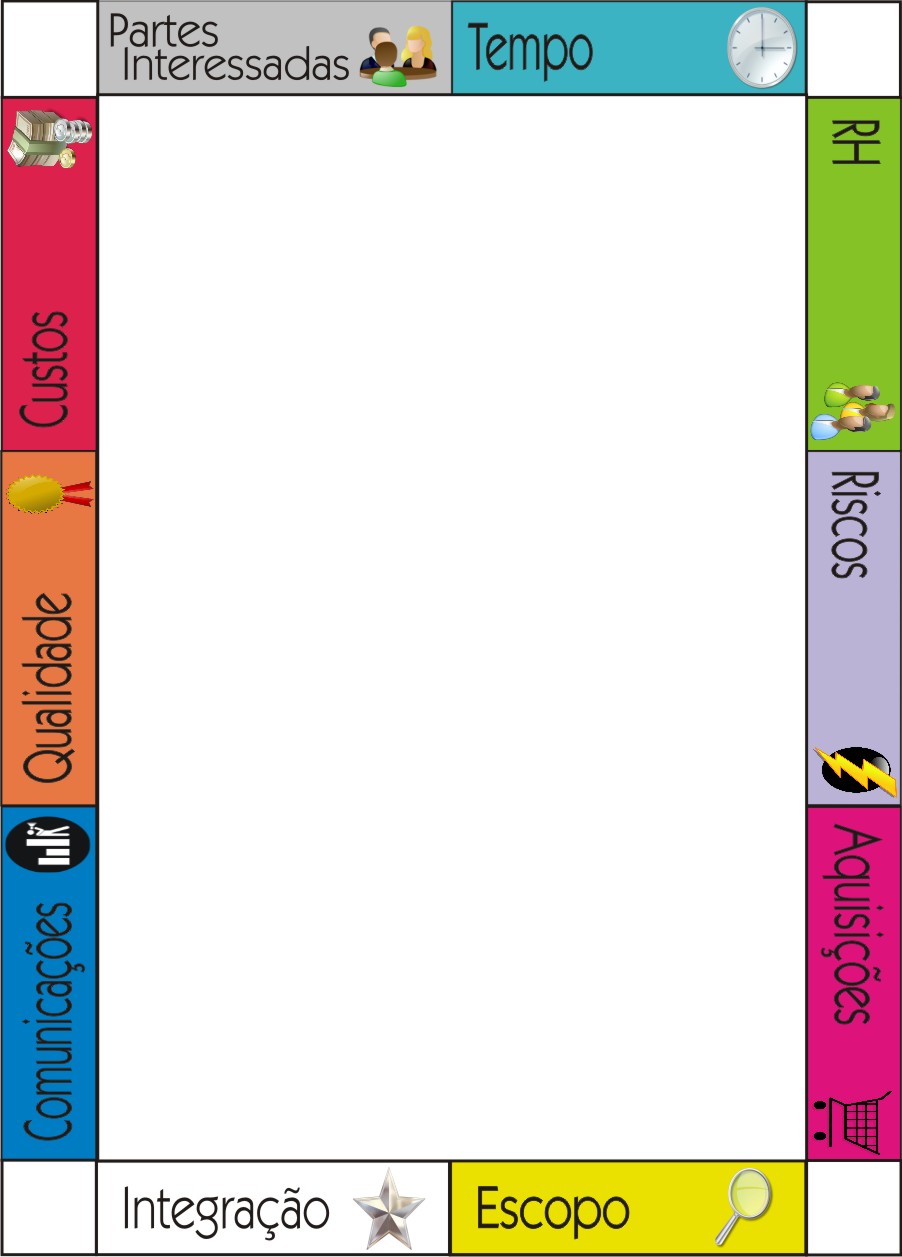 Partes
Interessadas
Tempo
RH
Riscos
Aquisições
Custos
Qualidade
Comunicações
Integração
Escopo